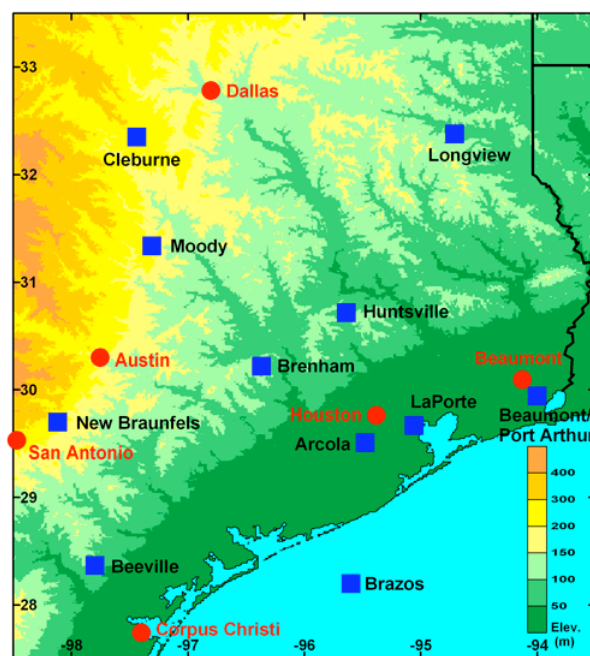 33
Dallas
Cleburne
Longview
32
Moody
31
Huntsville
Austin
Brenham
Beaumont
30
New Braunfels
Houston
LaPorte
Beaumont/
Port Arthur
San Antonio
Arcola
400
29
300
200
150
Beeville
100
Brazos
28
50
Corpus Christi
Elev.
(m)
-98
-97
-96
-95
-94